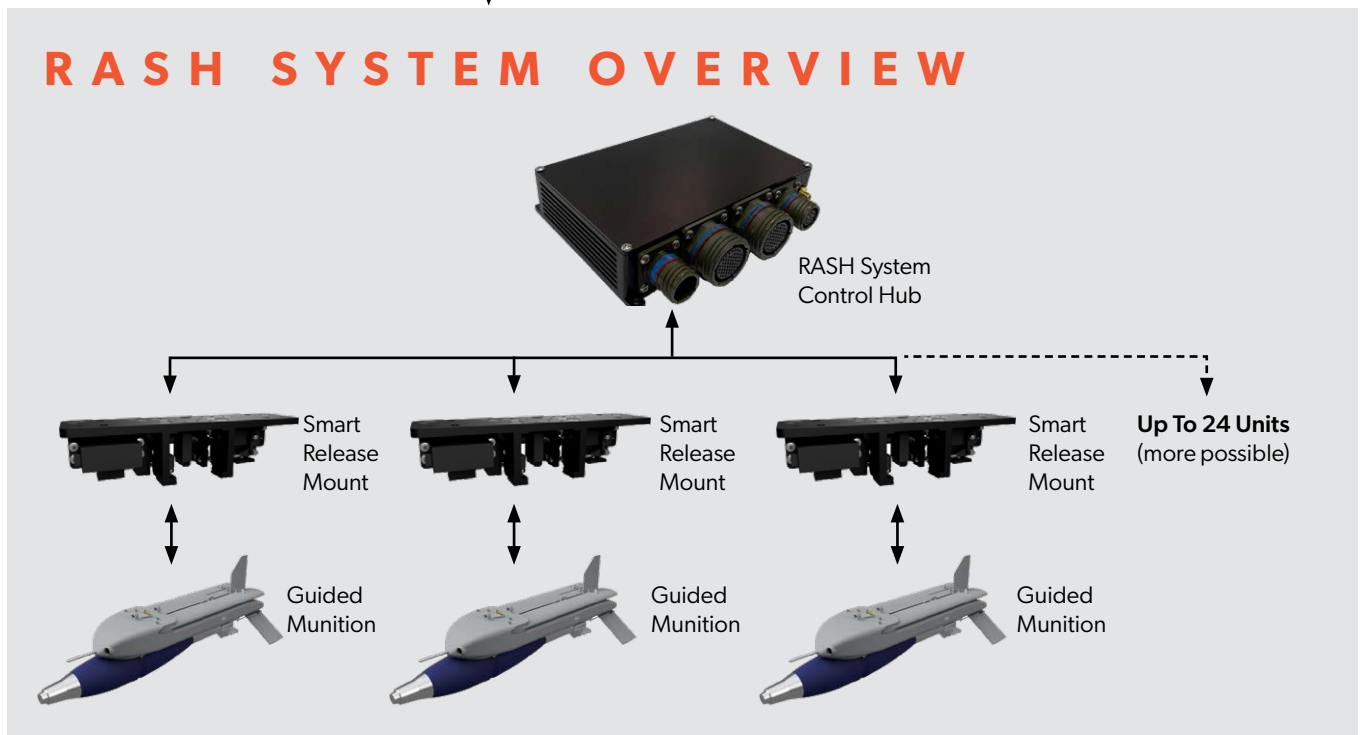 RASH SYSTEM OVERVIEW
RASH System
Control Hub
Smart
Release
Mount
Smart
Release
Mount
Smart
Release
Mount
Up To 24 Units
(more possible)
Guided
Munition
Guided
Munition
Guided
Munition